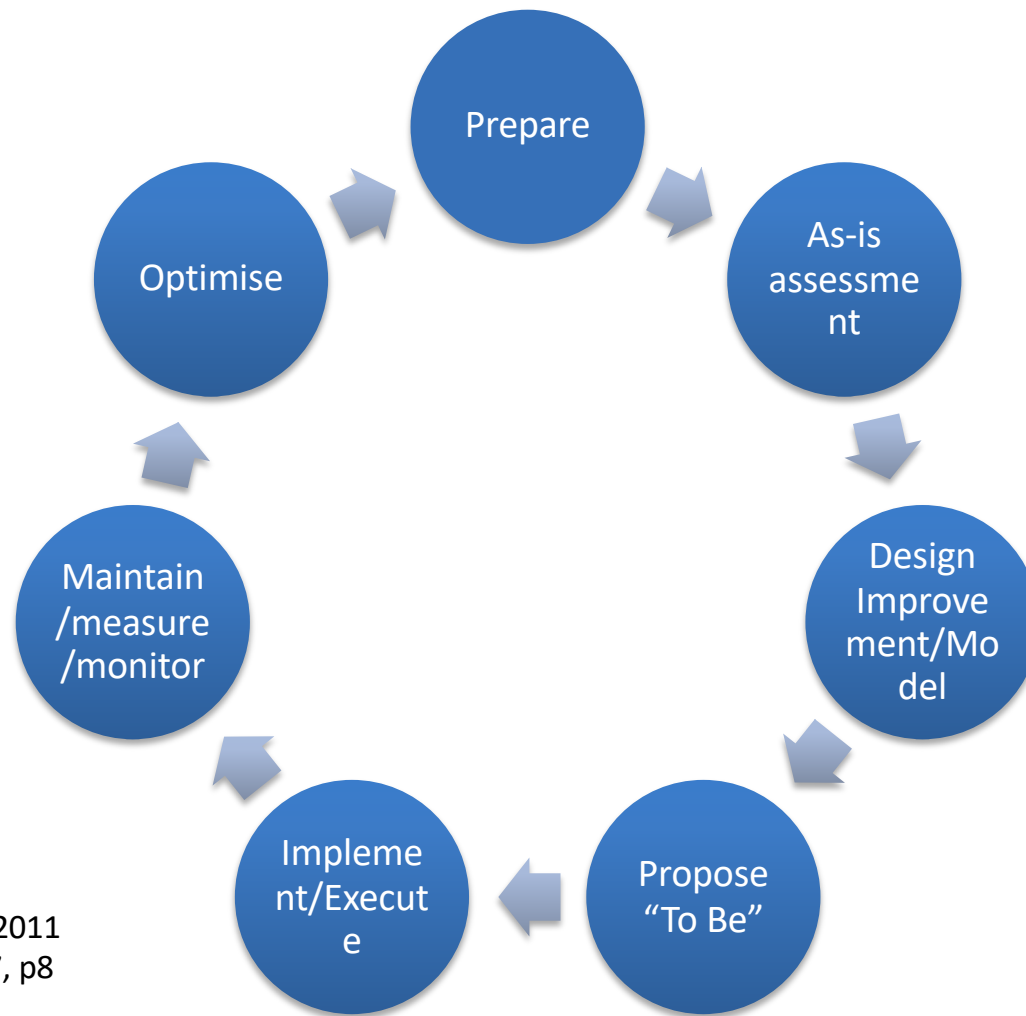 Prepare
As-is
assessme
nt
Design
Improve
ment/Mo
del
Propose
“To Be”
Impleme
nt/Execut
e
Maintain
/measure
/monitor
Optimise
2011
, p8